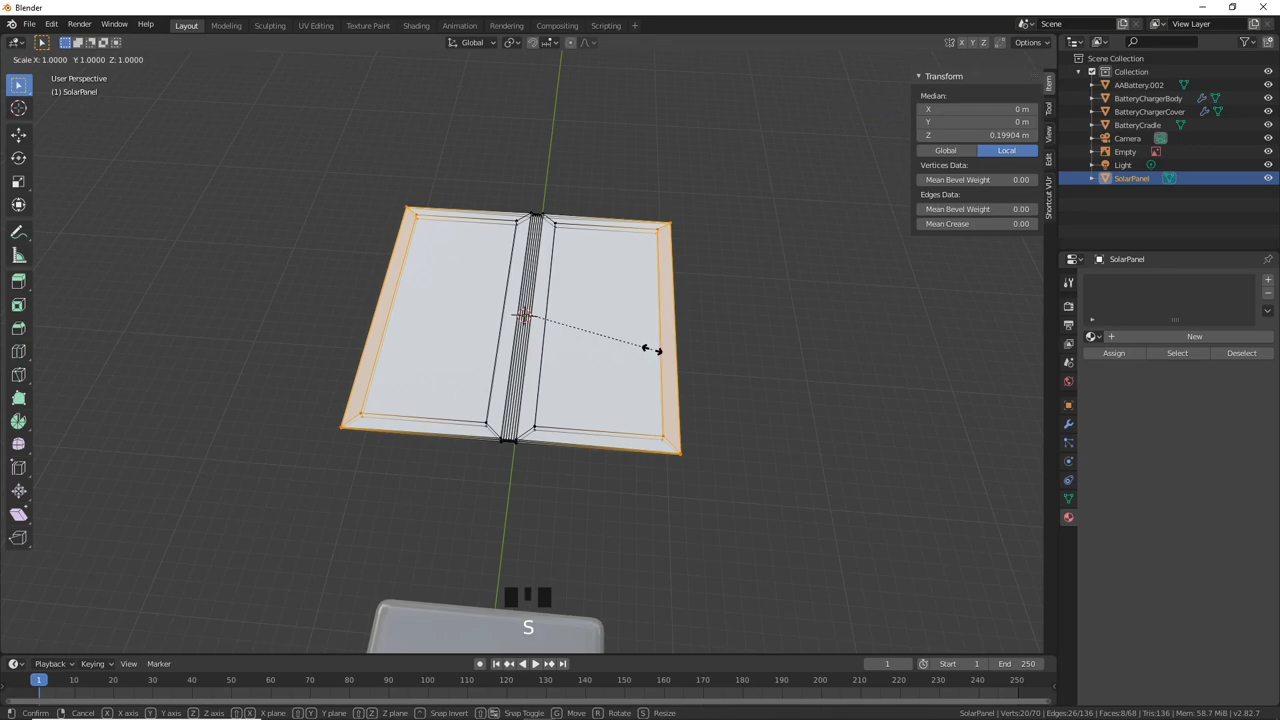 Blender
File Edit Render Window Help
Layout Modeling Sculpting UV Editing Texture Paint Shading Animation Rendering Compositing Scripting +
Scene View Layer
Global X Y Z Options
Scale X: 1.0000 Y: 1.0000 Z: 1.0000
User Perspective
(1) SolarPanel
Transform
Median:
X 0 m
Y 0 m
Z 0.19904 m
Global Local
Vertices Data:
Mean Bevel Weight 0.00
Edges Data:
Mean Bevel Weight 0.00
Mean Crease 0.00
Item
Tool
View
Edit
Shortcut VUr
Scene Collection
Collection
AABattery.002
BatteryChargerBody
BatteryChargerCover
BatteryCradle
Camera
Empty
Light
SolarPanel
SolarPanel
New
Assign Select Deselect
S
Playback Keying View Marker 1 Start 1 End 250
1 10 20 30 40 50 60 70 80 90 100 110 120 130 140 150 160 170 180 190 200 210 220 230 240 250
Confirm Cancel X X axis Y Y axis Z Z axis X X plane Y Y plane Z Z plane Snap Invert Snap Toggle G Move R Rotate S Resize SolarPanel | Verts:20/70 | Edges:26/136 | Faces:8/68 | Tris:136 | Mem: 58.7 MiB | v2.82.7